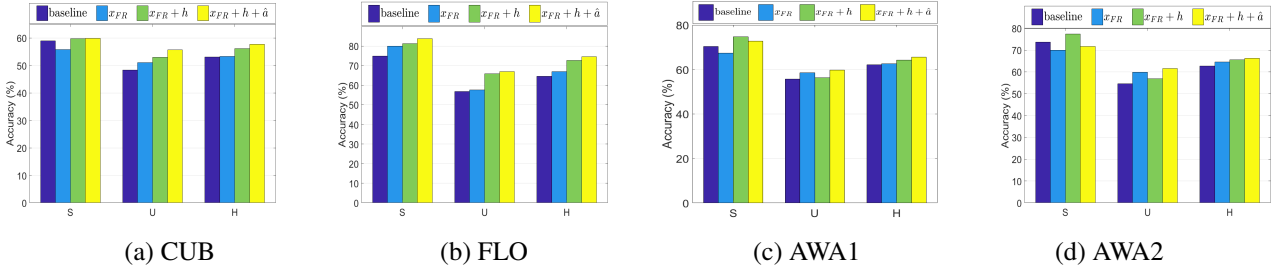 baseline x_FR x_FR + h x_FR + h + â
Accuracy (%)
60
50
40
30
20
10
0
S U H
(a) CUB
baseline x_FR x_FR + h x_FR + h + â
Accuracy (%)
80
70
60
50
40
30
20
10
0
S U H
(b) FLO
baseline x_FR x_FR + h x_FR + h + â
Accuracy (%)
80
60
40
20
0
S U H
(c) AWA1
baseline x_FR x_FR + h x_FR + h + â
Accuracy (%)
80
70
60
50
40
30
20
10
0
S U H
(d) AWA2